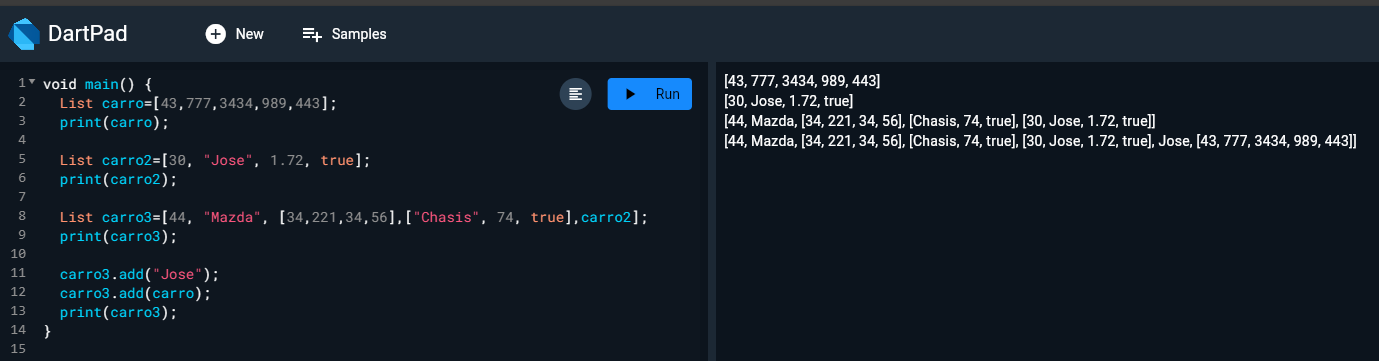 DartPad
New
Samples
1 void main() {
2 List carro=[43,777,3434,989,443];
3 print(carro);
4
5 List carro2=[30, "Jose", 1.72, true];
6 print(carro2);
7
8 List carro3=[44, "Mazda", [34,221,34,56],["Chasis", 74, true],carro2];
9 print(carro3);
10
11 carro3.add("Jose");
12 carro3.add(carro);
13 print(carro3);
14 }
15
Run
[43, 777, 3434, 989, 443]
[30, Jose, 1.72, true]
[44, Mazda, [34, 221, 34, 56], [Chasis, 74, true], [30, Jose, 1.72, true]]
[44, Mazda, [34, 221, 34, 56], [Chasis, 74, true], [30, Jose, 1.72, true], Jose, [43, 777, 3434, 989, 443]]